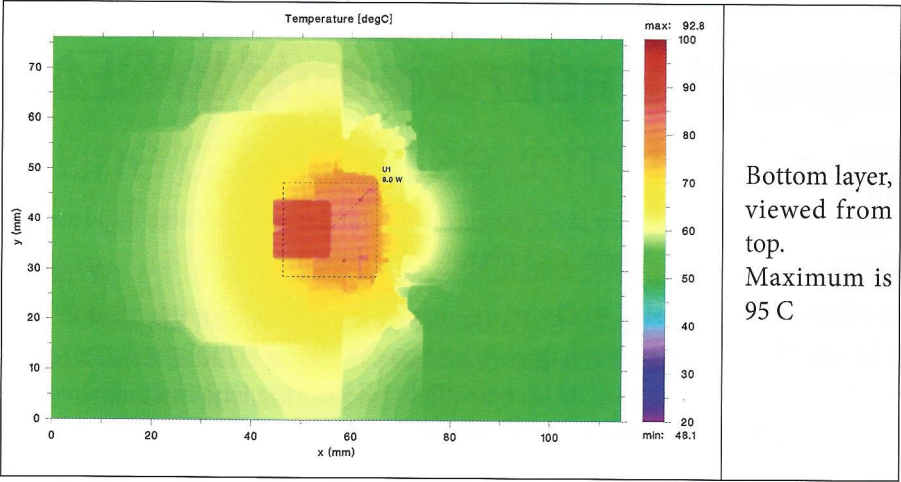 Temperature [degC]
max: 92.8
100
90
80
70
60
50
40
30
20
min: 48.1
70
60
50
40
30
20
10
0
y (mm)
0
20
40
60
80
100
x (mm)
U1
8.0 W
Bottom layer,
viewed from
top.
Maximum is
95 C